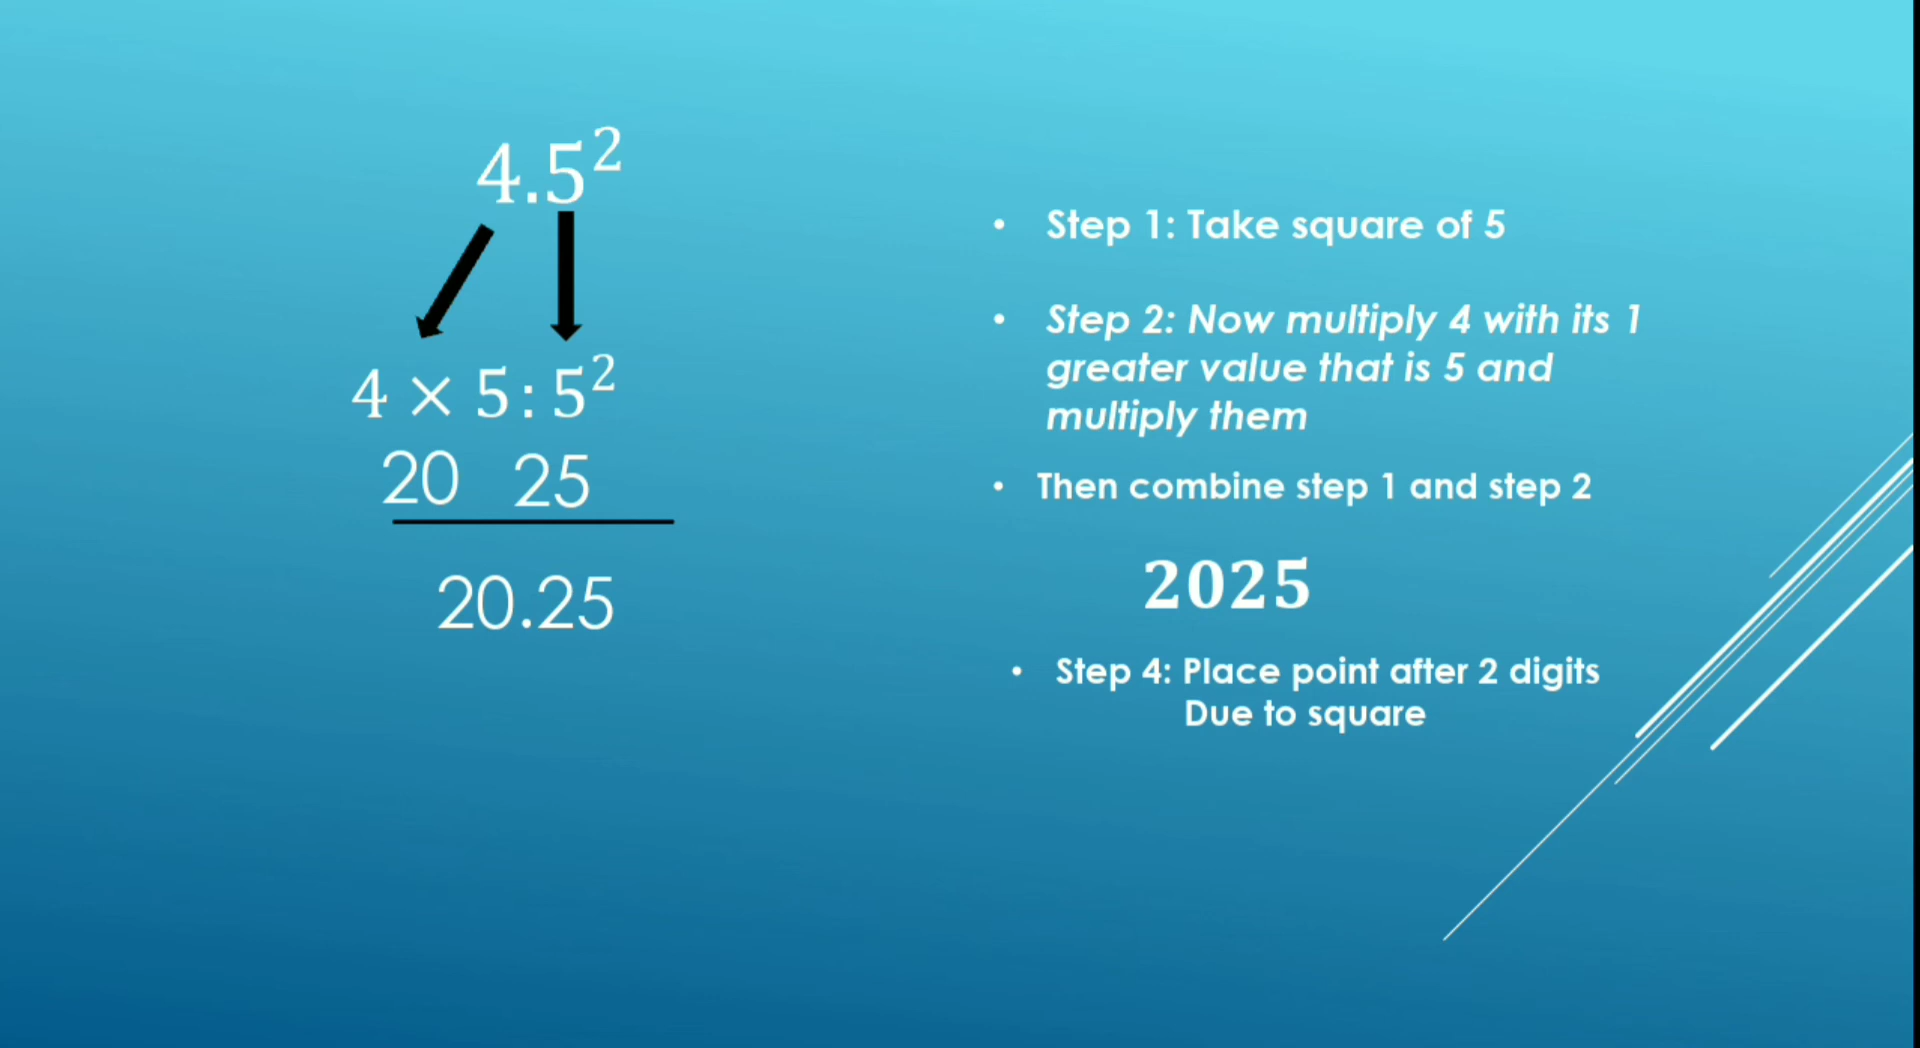 4.5²
4 × 5 : 5²
20 25
20.25
• Step 1: Take square of 5
• Step 2: Now multiply 4 with its 1
greater value that is 5 and
multiply them
• Then combine step 1 and step 2
2025
• Step 4: Place point after 2 digits
Due to square